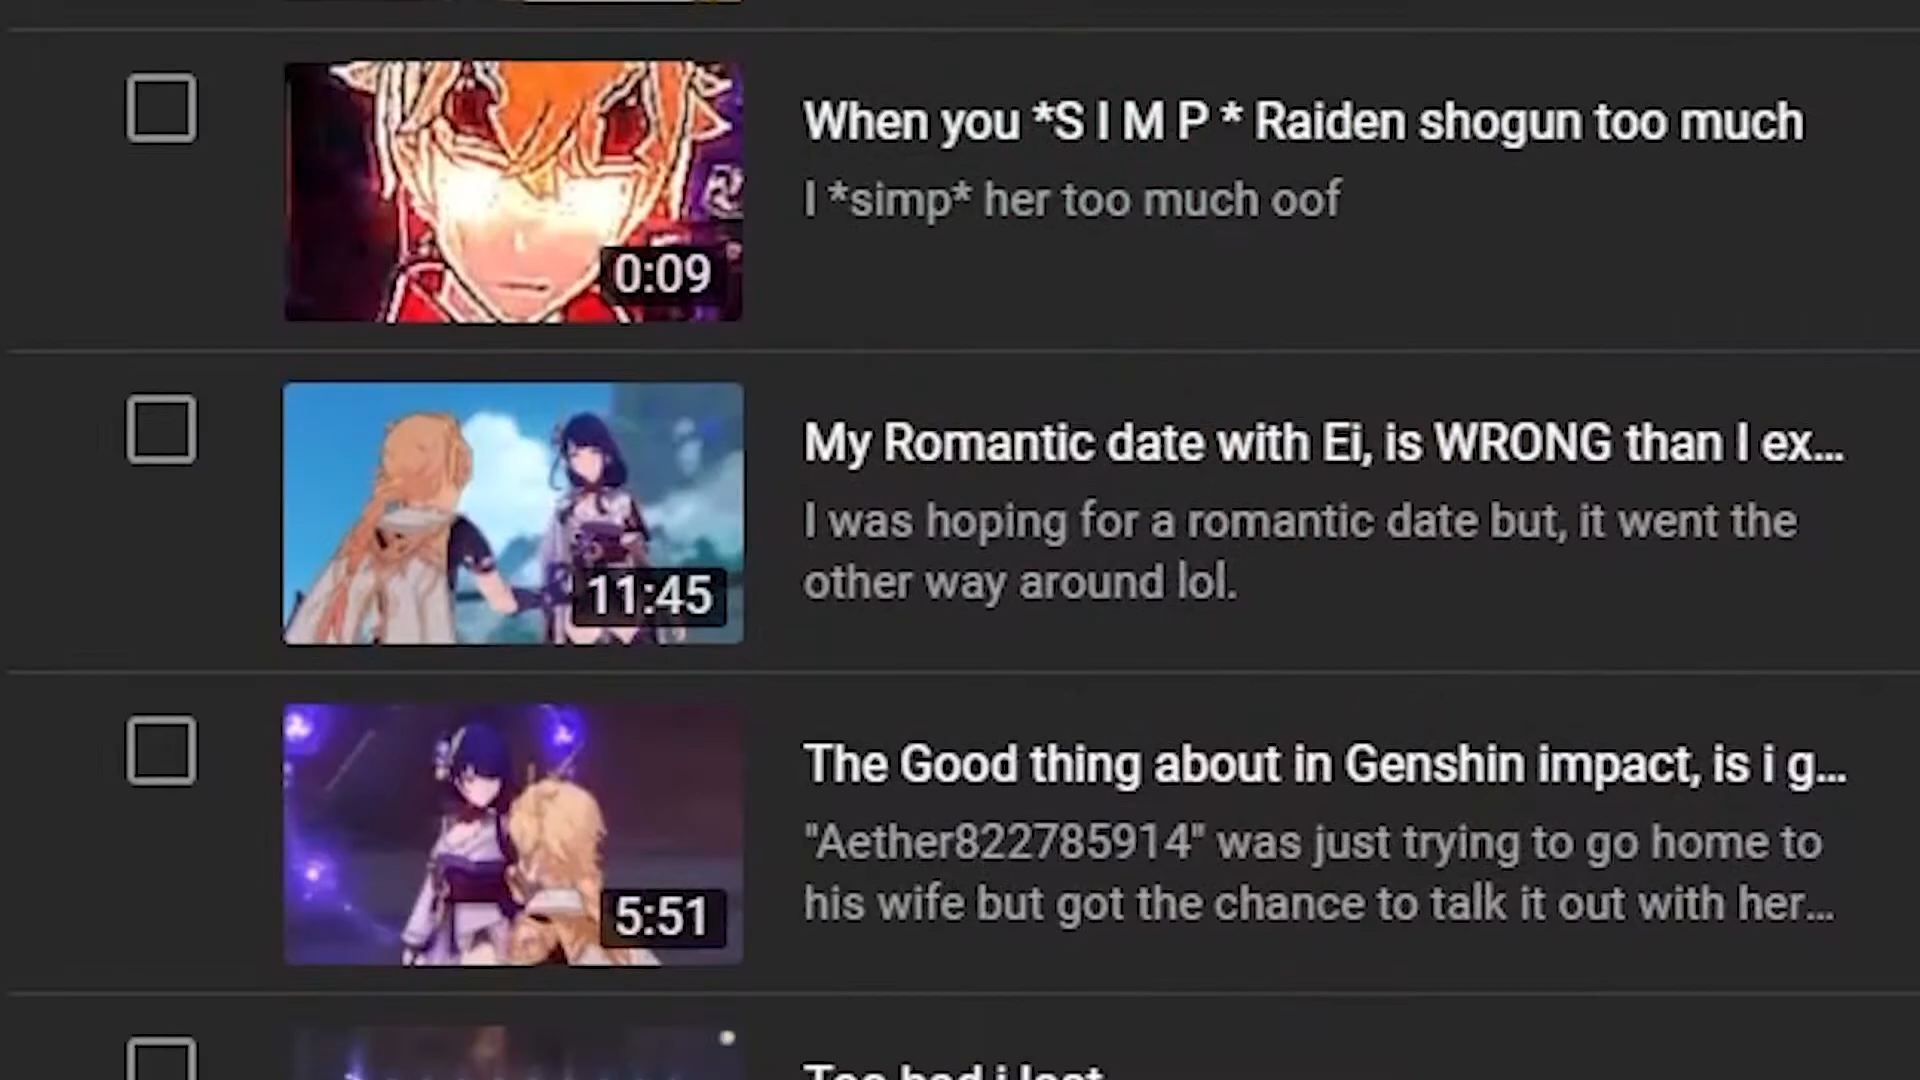 When you *S I M P * Raiden shogun too much
I *simp* her too much oof
0:09
My Romantic date with Ei, is WRONG than I ex...
I was hoping for a romantic date but, it went the
other way around lol.
11:45
The Good thing about in Genshin impact, is i g...
"Aether822785914" was just trying to go home to
his wife but got the chance to talk it out with her...
5:51
Too bad i lost